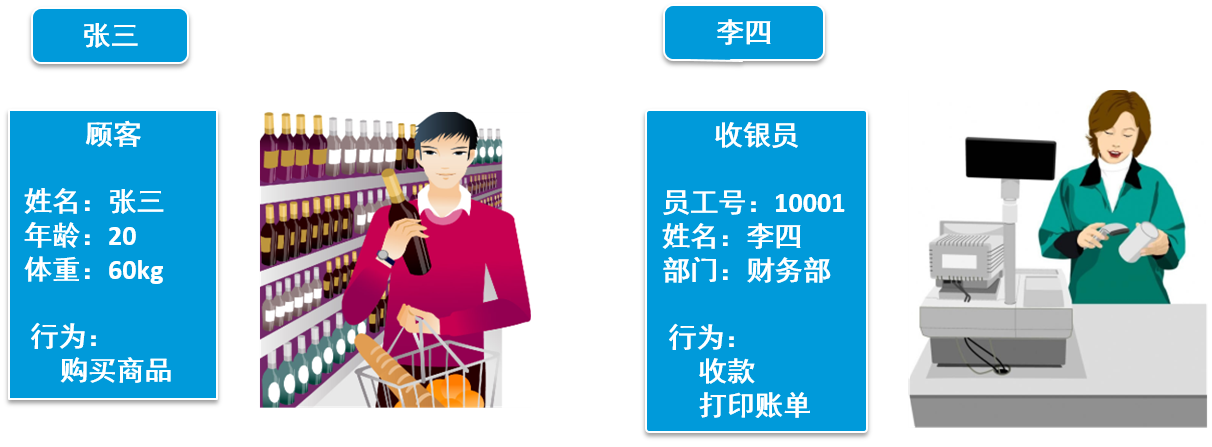 张三
顾客
姓名：张三
年龄：20
体重：60kg
行为：
购买商品
李四
收银员
员工号：10001
姓名：李四
部门：财务部
行为：
收款
打印账单